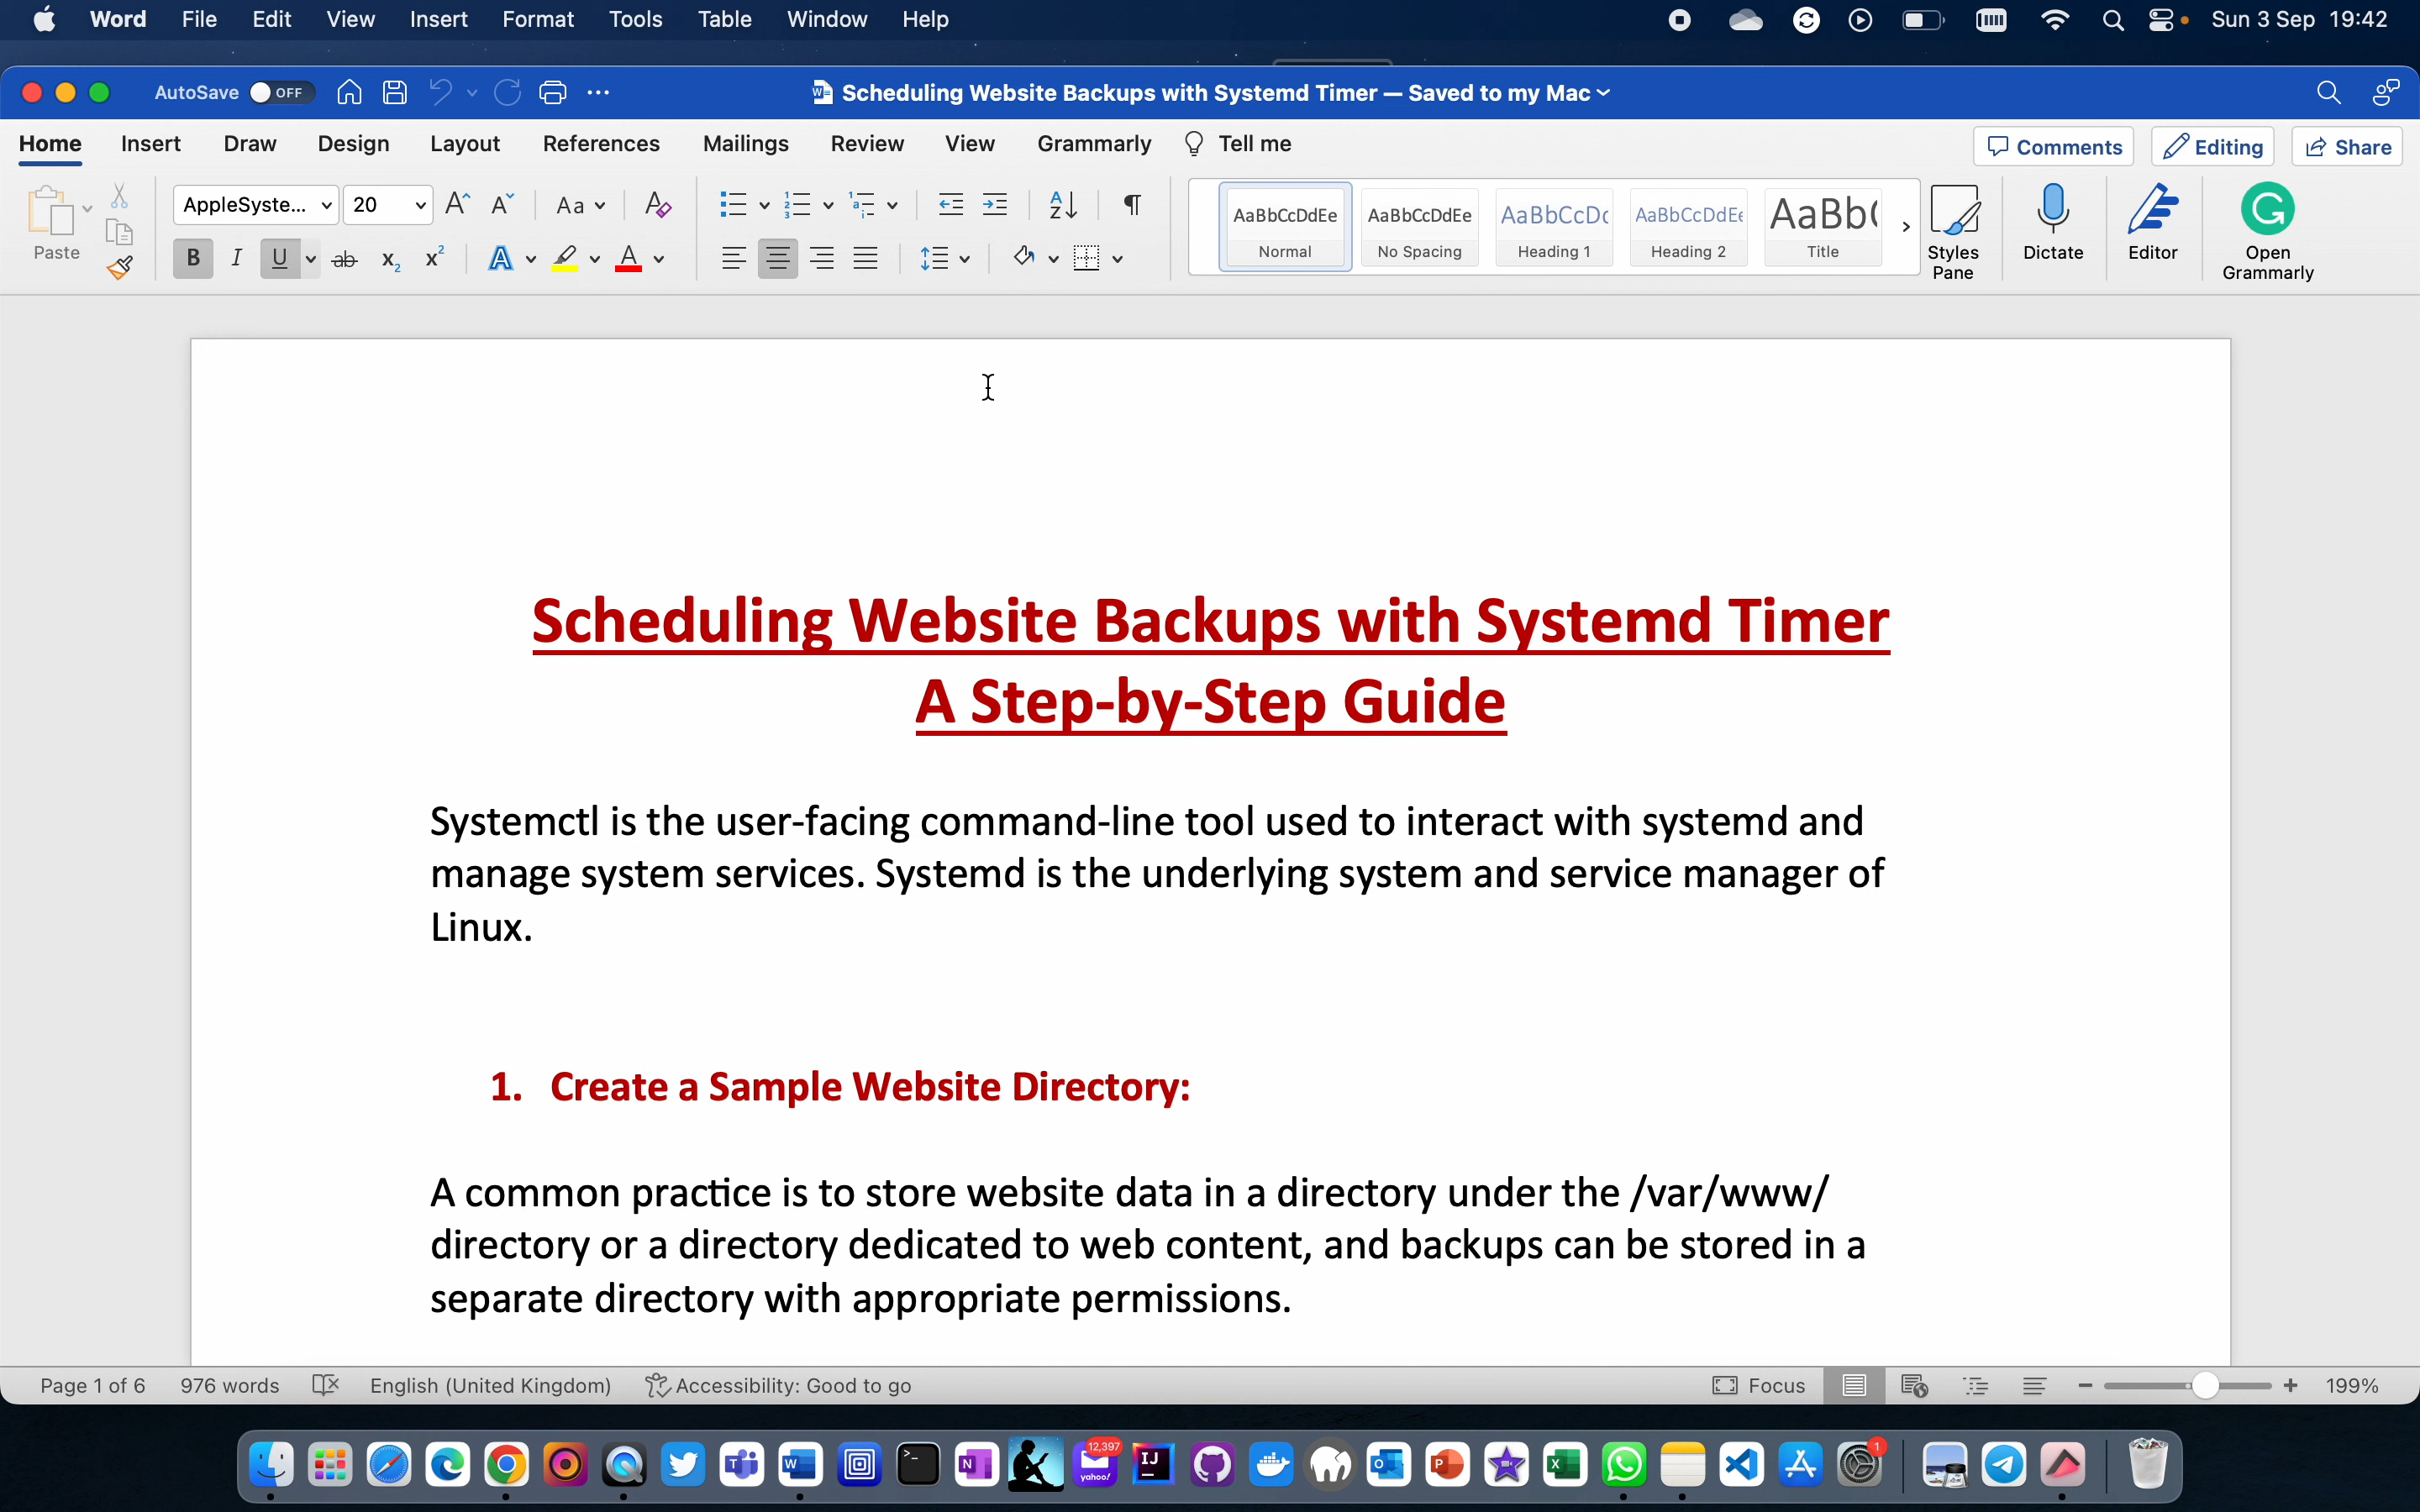 Word File Edit View Insert Format Tools Table Window Help Sun 3 Sep 19:42
AutoSave OFF Scheduling Website Backups with Systemd Timer — Saved to my Mac
Home Insert Draw Design Layout References Mailings Review View Grammarly Tell me Comments Editing Share
Paste AppleSyste... 20 Aa
AaBbCcDdEe AaBbCcDdEe AaBbCcDc AaBbCcDdEe AaBb(
Normal No Spacing Heading 1 Heading 2 Title
Styles Pane Dictate Editor Open Grammarly
Scheduling Website Backups with Systemd Timer
A Step-by-Step Guide
Systemctl is the user-facing command-line tool used to interact with systemd and
manage system services. Systemd is the underlying system and service manager of
Linux.
1. Create a Sample Website Directory:
A common practice is to store website data in a directory under the /var/www/
directory or a directory dedicated to web content, and backups can be stored in a
separate directory with appropriate permissions.
Page 1 of 6 976 words English (United Kingdom) Accessibility: Good to go Focus 199%
12,397
yahoo!
IJ
1